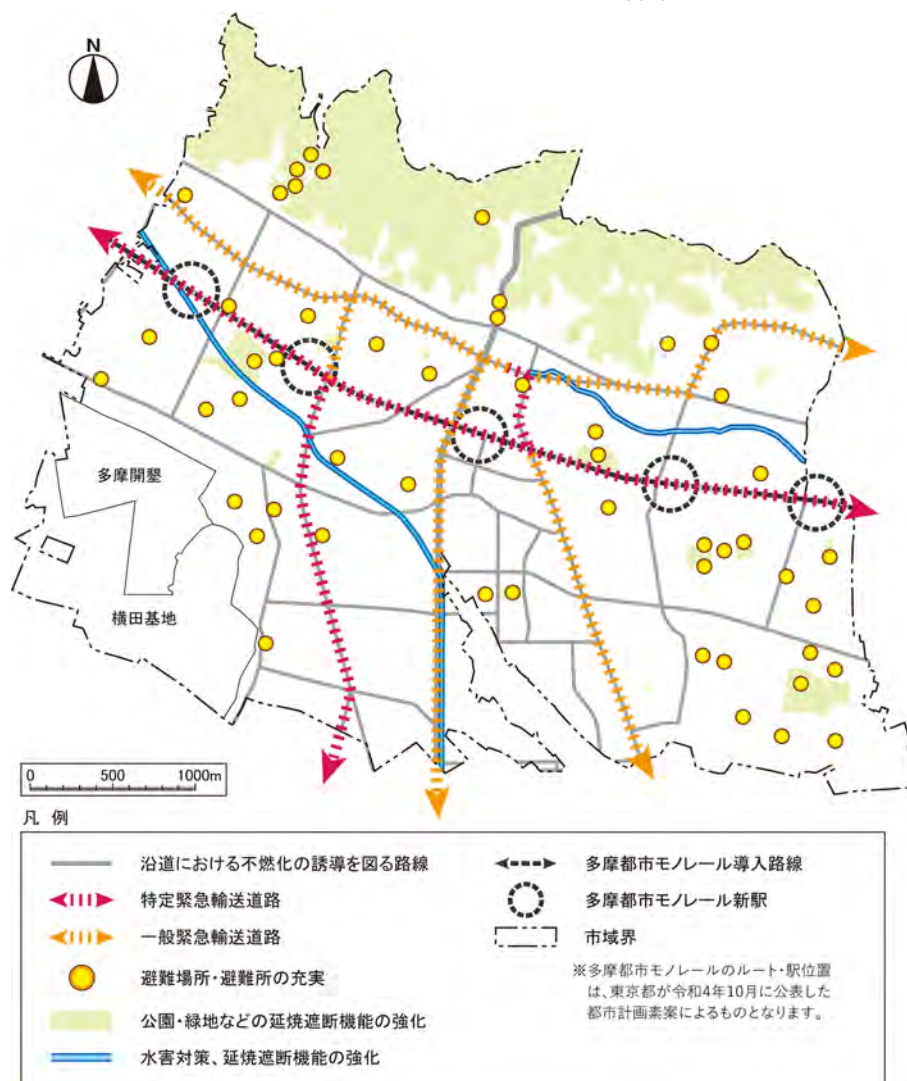 N
多摩開墾
横田基地
0 500 1000m
凡 例
沿道における不燃化の誘導を図る路線
特定緊急輸送道路
一般緊急輸送道路
避難場所・避難所の充実
公園・緑地などの延焼遮断機能の強化
水害対策、延焼遮断機能の強化
多摩都市モノレール導入路線
多摩都市モノレール新駅
市域界
※多摩都市モノレールのルート・駅位置
は、東京都が令和4年10月に公表した
都市計画素案によるものとなります。